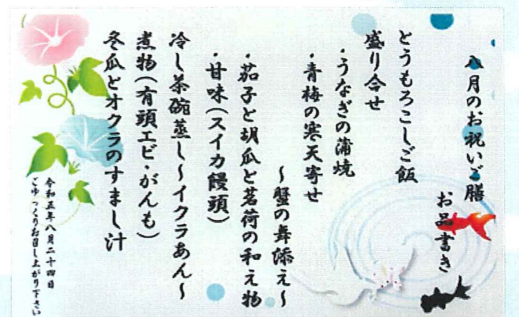 八月のお祝いご膳
お品書き
とうもろこしご飯
盛り合せ
・うなぎの蒲焼
・青梅の寒天寄せ
～蟹の舞添え～
・茄子と胡瓜と茗荷の和え物
・甘味(スイカ饅頭)
冷し茶碗蒸し～イクラあん～
煮物(有頭エビ・がんも)
冬瓜とオクラのすまし汁
令和五年八月二十四日
ごゆっくりお召し上がり下さい